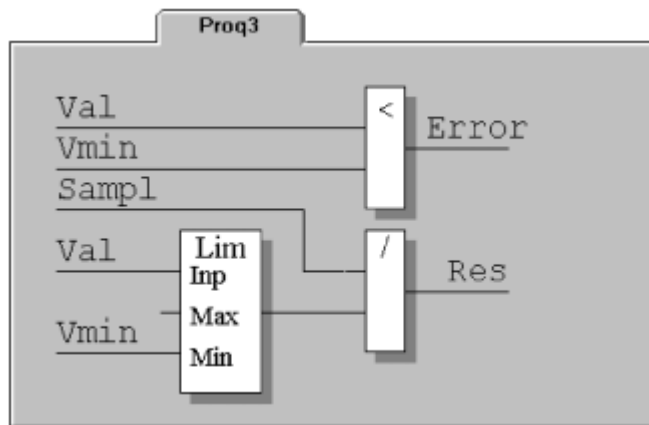 Proq3
Val
<
Error
Vmin
Sampl
Val
Lim
/
Inp
Res
Max
Vmin
Min